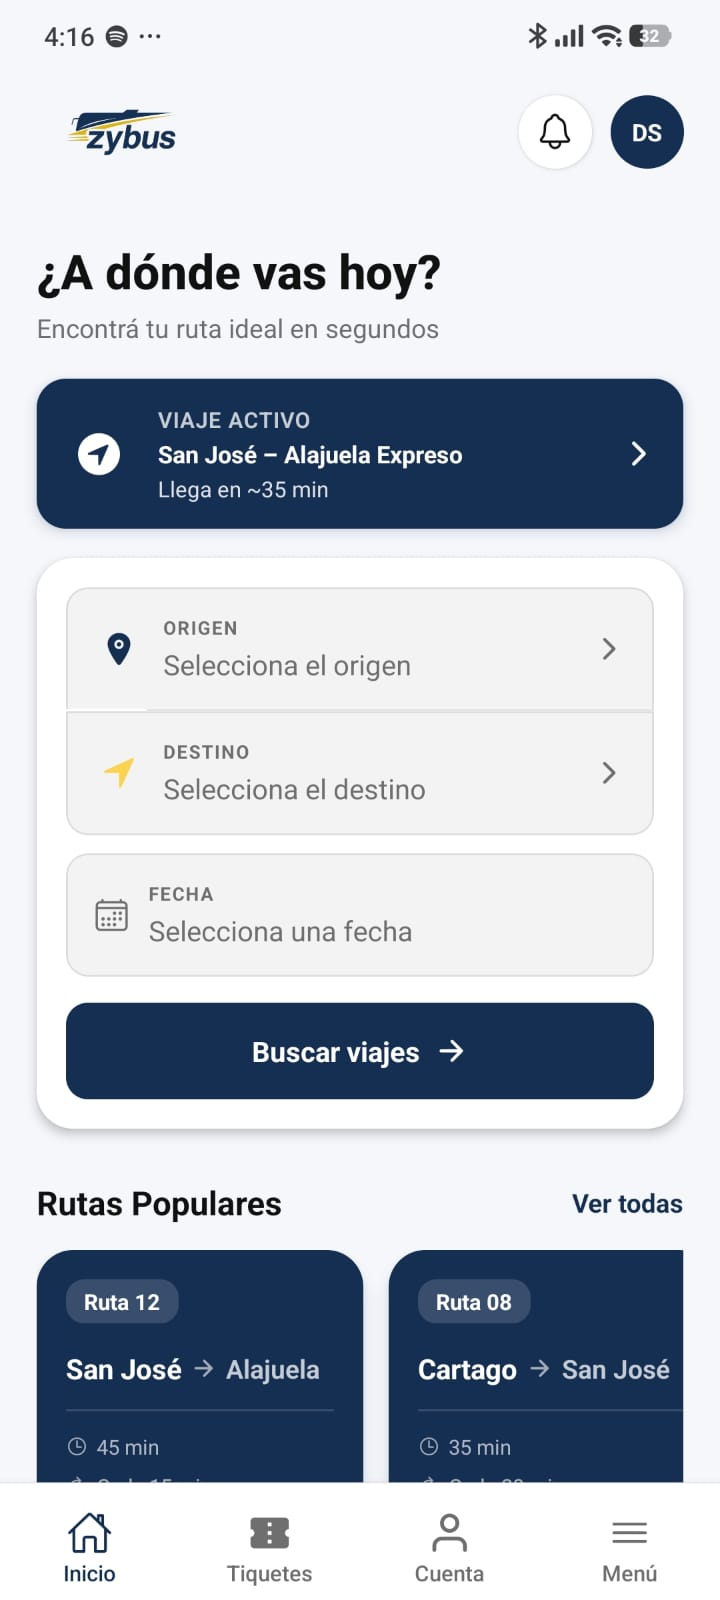 4:16
32
zybus
DS
¿A dónde vas hoy?
Encontrá tu ruta ideal en segundos
VIAJE ACTIVO
San José – Alajuela Expreso
Llega en ~35 min
ORIGEN
Selecciona el origen
DESTINO
Selecciona el destino
FECHA
Selecciona una fecha
Buscar viajes →
Rutas Populares
Ver todas
Ruta 12
San José → Alajuela
45 min
Ruta 08
Cartago → San José
35 min
Inicio
Tiquetes
Cuenta
Menú